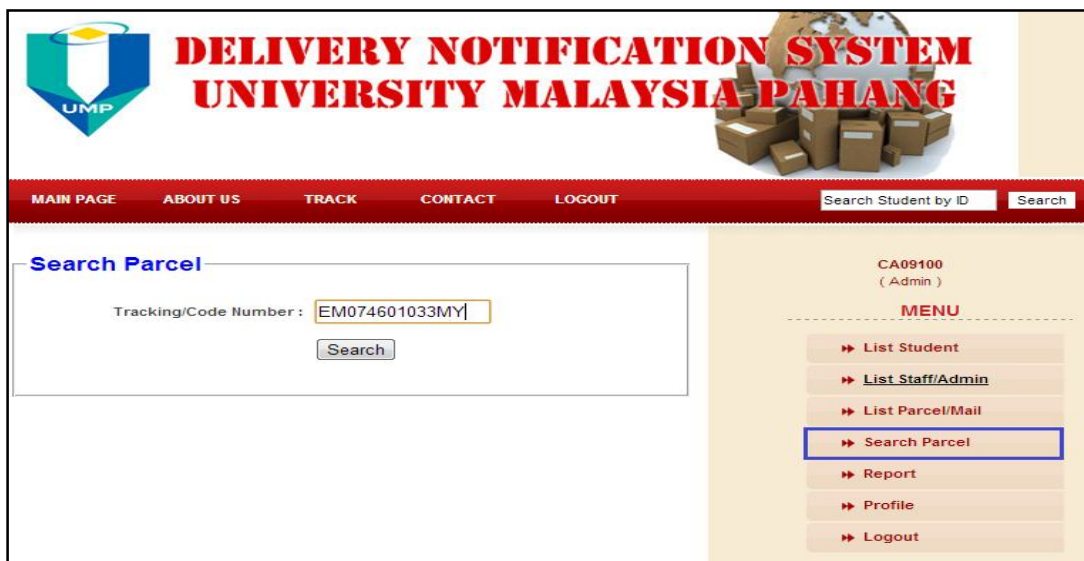 DELIVERY NOTIFICATION SYSTEM
UNIVERSITY MALAYSIA PAHANG
UMP
MAIN PAGE ABOUT US TRACK CONTACT LOGOUT Search Student by ID Search
Search Parcel
Tracking/Code Number : EM074601033MY
Search
CA09100
( Admin )
MENU
List Student
List Staff/Admin
List Parcel/Mail
Search Parcel
Report
Profile
Logout